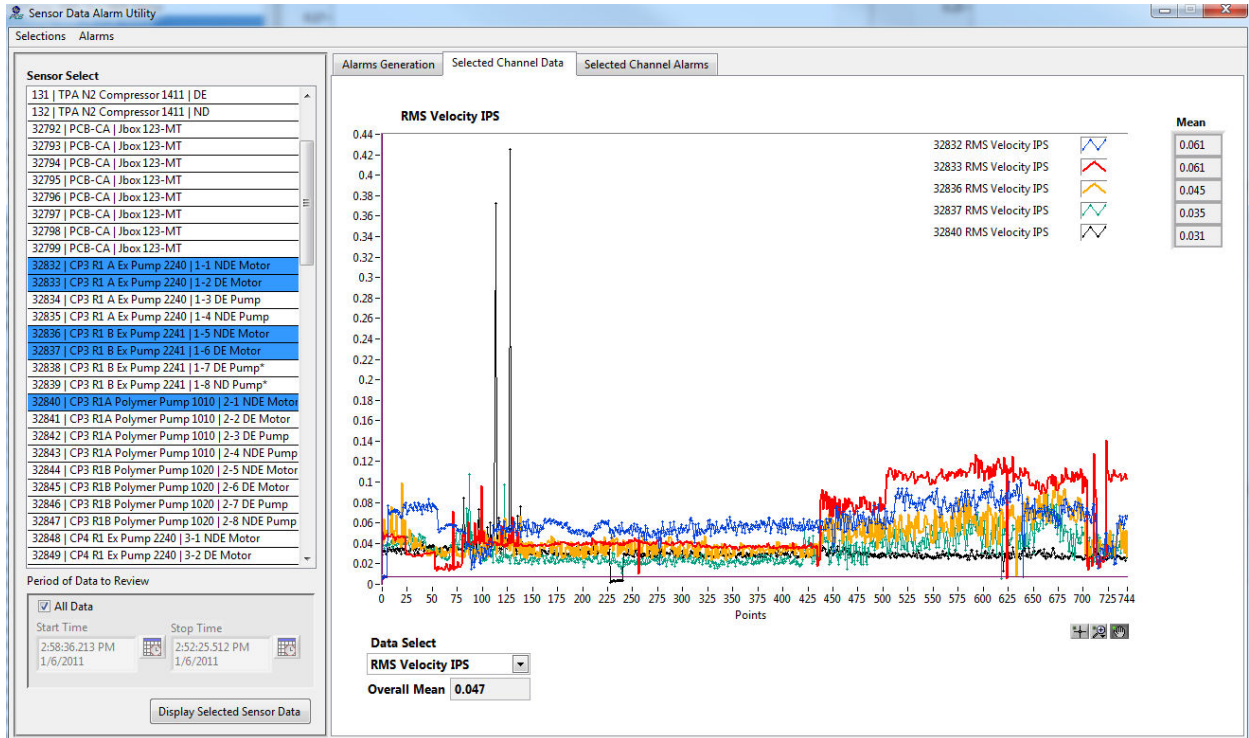 Sensor Data Alarm Utility
Selections Alarms
Sensor Select
131 | TPA N2 Compressor 1411 | DE
132 | TPA N2 Compressor 1411 | ND
32792 | PCB-CA | Jbox 123-MT
32793 | PCB-CA | Jbox 123-MT
32794 | PCB-CA | Jbox 123-MT
32795 | PCB-CA | Jbox 123-MT
32796 | PCB-CA | Jbox 123-MT
32797 | PCB-CA | Jbox 123-MT
32798 | PCB-CA | Jbox 123-MT
32799 | PCB-CA | Jbox 123-MT
32832 | CP3 R1 A Ex Pump 2240 | 1-1 NDE Motor
32833 | CP3 R1 A Ex Pump 2240 | 1-2 DE Motor
32834 | CP3 R1 A Ex Pump 2240 | 1-3 DE Pump
32835 | CP3 R1 A Ex Pump 2240 | 1-4 NDE Pump
32836 | CP3 R1 B Ex Pump 2241 | 1-5 NDE Motor
32837 | CP3 R1 B Ex Pump 2241 | 1-6 DE Motor
32838 | CP3 R1 B Ex Pump 2241 | 1-7 DE Pump*
32839 | CP3 R1 B Ex Pump 2241 | 1-8 ND Pump*
32840 | CP3 R1A Polymer Pump 1010 | 2-1 NDE Motor
32841 | CP3 R1A Polymer Pump 1010 | 2-2 DE Motor
32842 | CP3 R1A Polymer Pump 1010 | 2-3 DE Pump
32843 | CP3 R1A Polymer Pump 1010 | 2-4 NDE Pump
32844 | CP3 R1B Polymer Pump 1020 | 2-5 NDE Motor
32845 | CP3 R1B Polymer Pump 1020 | 2-6 DE Motor
32846 | CP3 R1B Polymer Pump 1020 | 2-7 DE Pump
32847 | CP3 R1B Polymer Pump 1020 | 2-8 NDE Pump
32848 | CP4 R1 Ex Pump 2240 | 3-1 NDE Motor
32849 | CP4 R1 Ex Pump 2240 | 3-2 DE Motor
Period of Data to Review
All Data
Start Time Stop Time
2:58:36.213 PM 2:52:25.512 PM
1/6/2011 1/6/2011
Display Selected Sensor Data
Alarms Generation Selected Channel Data Selected Channel Alarms
RMS Velocity IPS
0.44
0.42
0.4
0.38
0.36
0.34
0.32
0.3
0.28
0.26
0.24
0.22
0.2
0.18
0.16
0.14
0.12
0.1
0.08
0.06
0.04
0.02
0
0 25 50 75 100 125 150 175 200 225 250 275 300 325 350 375 400 425 450 475 500 525 550 575 600 625 650 675 700 725 744
Points
32832 RMS Velocity IPS
32833 RMS Velocity IPS
32836 RMS Velocity IPS
32837 RMS Velocity IPS
32840 RMS Velocity IPS
Mean
0.061
0.061
0.045
0.035
0.031
Data Select
RMS Velocity IPS
Overall Mean 0.047